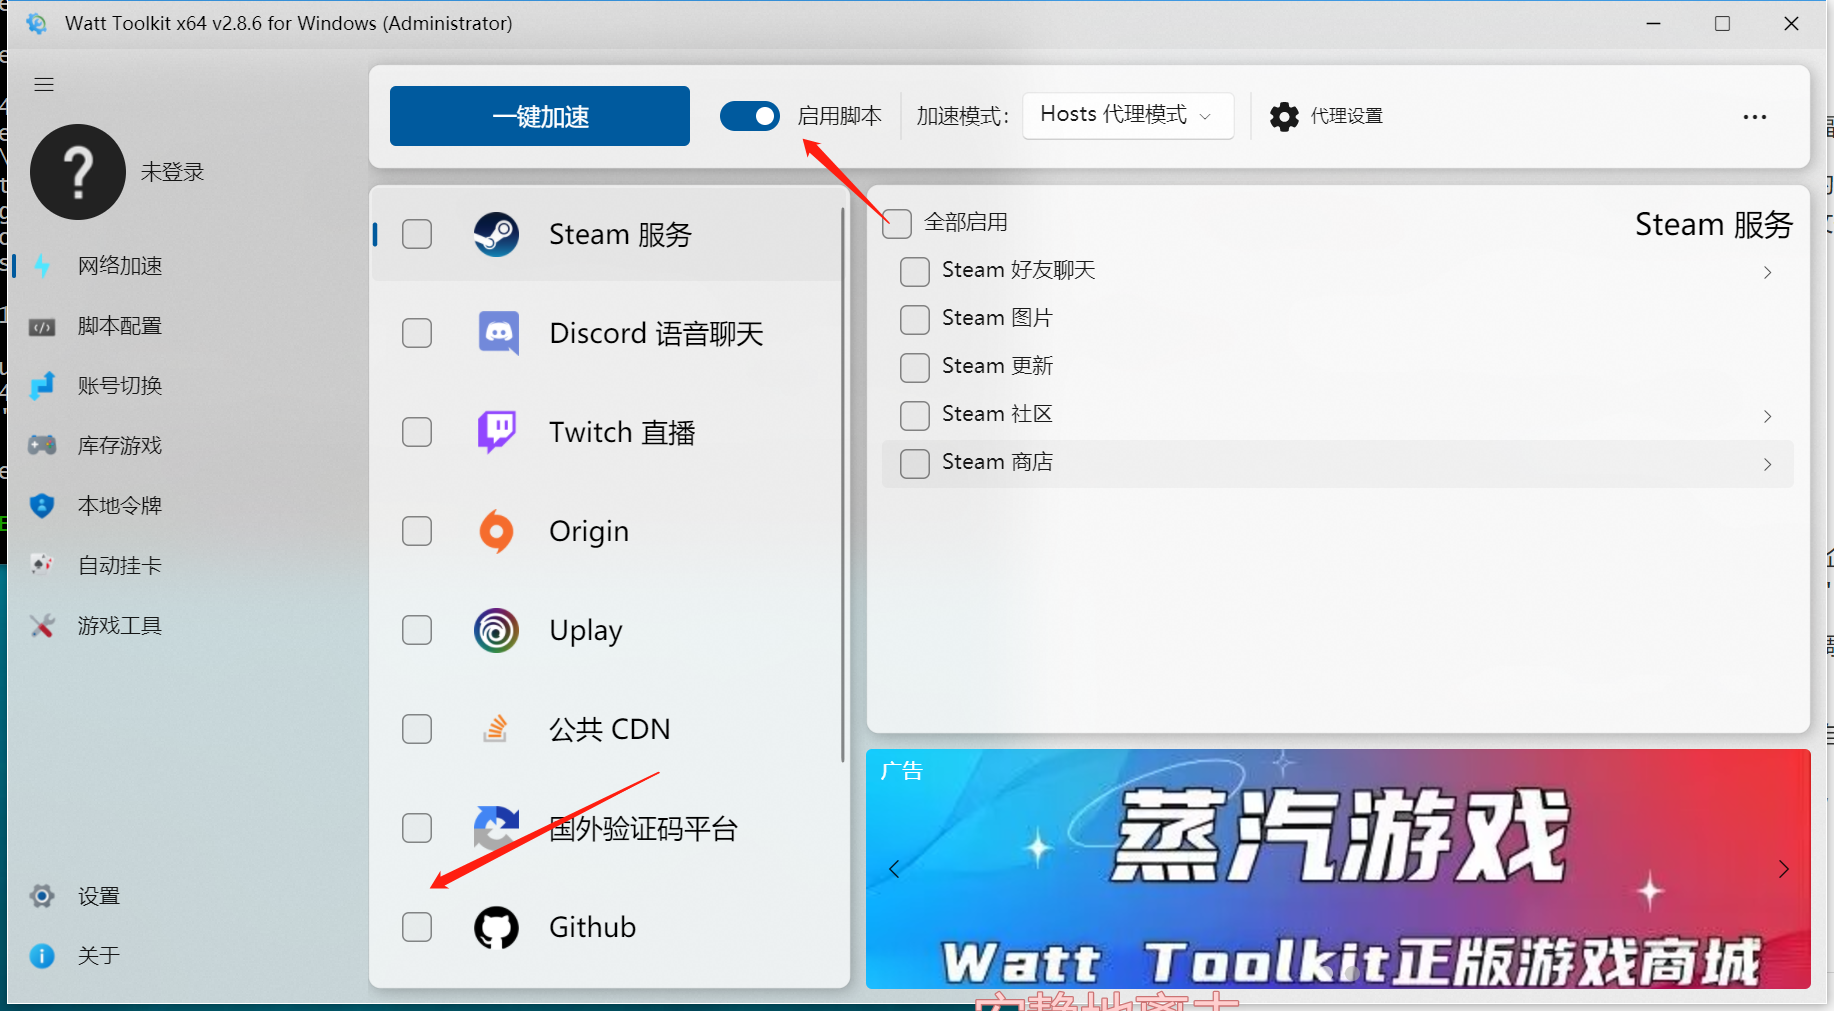 Watt Toolkit x64 v2.8.6 for Windows (Administrator)
未登录
网络加速
脚本配置
账号切换
库存游戏
本地令牌
自动挂卡
游戏工具
设置
关于
一键加速
启用脚本
加速模式:
Hosts 代理模式
代理设置
Steam 服务
Discord 语音聊天
Twitch 直播
Origin
Uplay
公共 CDN
国外验证码平台
Github
全部启用
Steam 服务
Steam 好友聊天
Steam 图片
Steam 更新
Steam 社区
Steam 商店
广告
蒸汽游戏
Watt Toolkit正版游戏商城